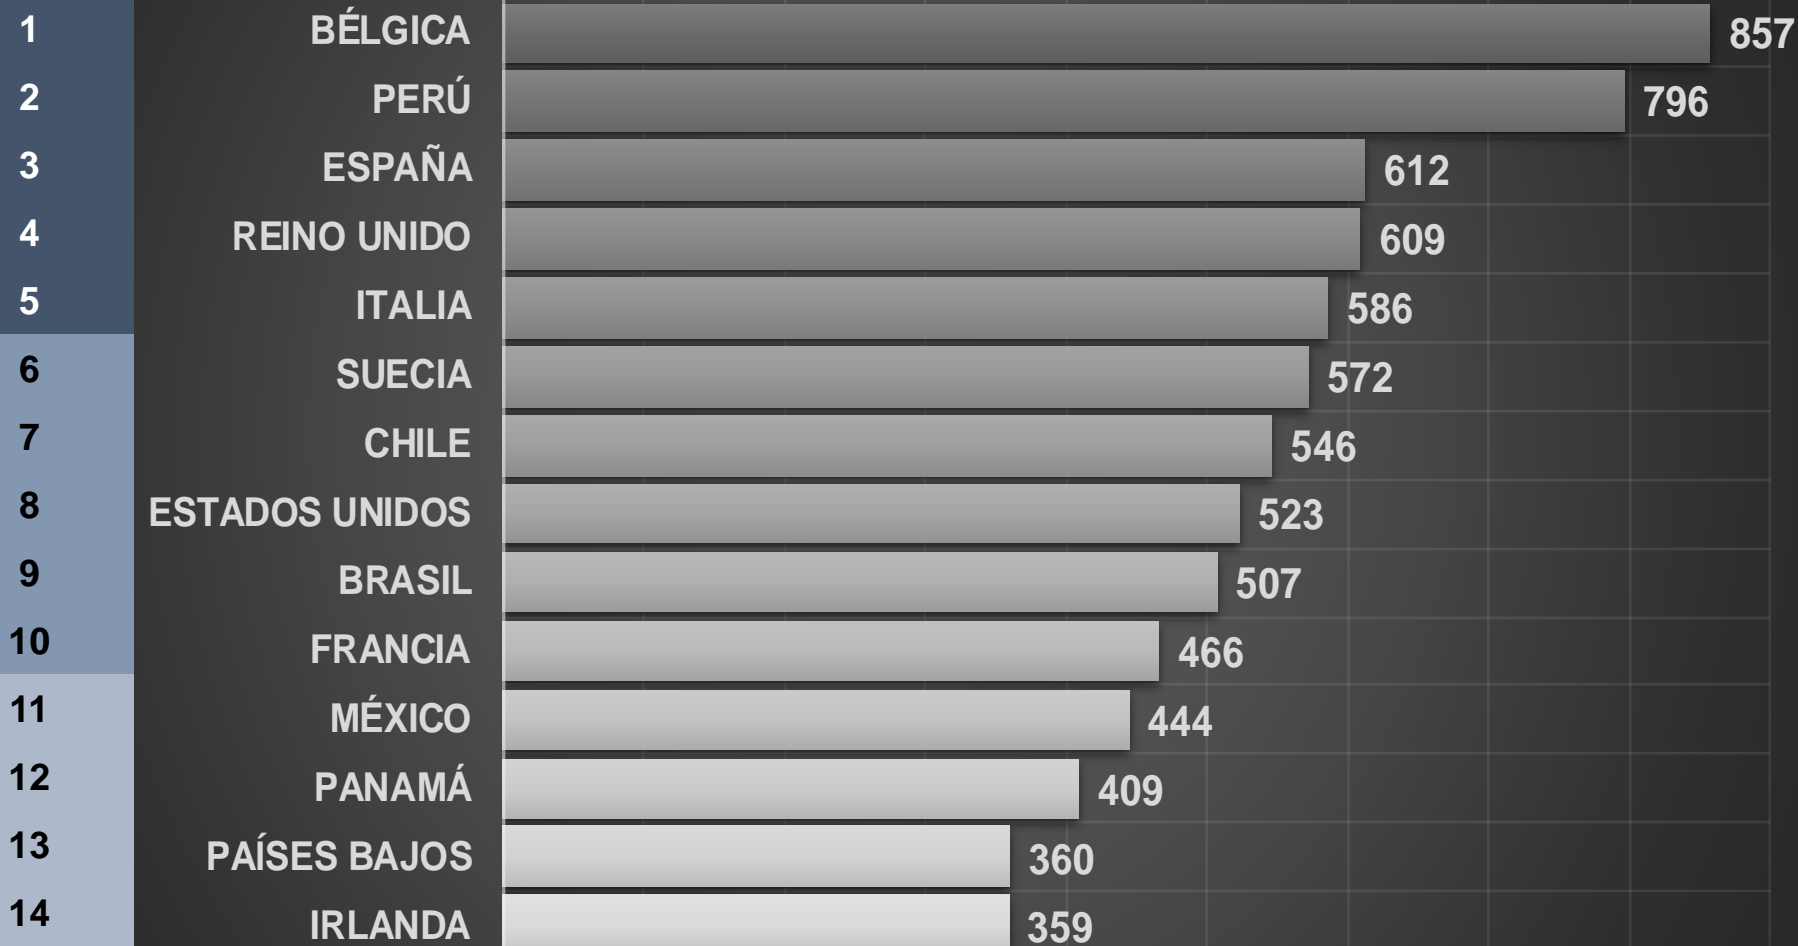 1 BÉLGICA 857
2 PERÚ 796
3 ESPAÑA 612
4 REINO UNIDO 609
5 ITALIA 586
6 SUECIA 572
7 CHILE 546
8 ESTADOS UNIDOS 523
9 BRASIL 507
10 FRANCIA 466
11 MÉXICO 444
12 PANAMÁ 409
13 PAÍSES BAJOS 360
14 IRLANDA 359